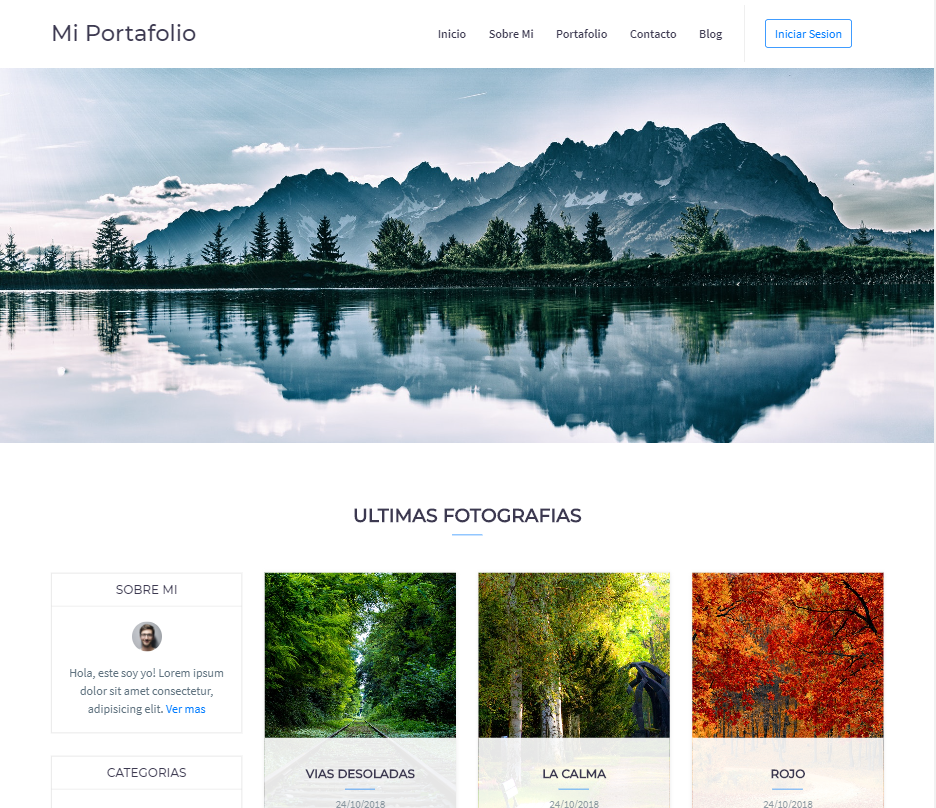 Mi Portafolio
Inicio Sobre Mi Portafolio Contacto Blog Iniciar Sesion
ULTIMAS FOTOGRAFIAS
SOBRE MI
Hola, este soy yo! Lorem ipsum
dolor sit amet consectetur,
adipisicing elit. Ver mas
CATEGORIAS
VIAS DESOLADAS
24/10/2018
LA CALMA
24/10/2018
ROJO
24/10/2018